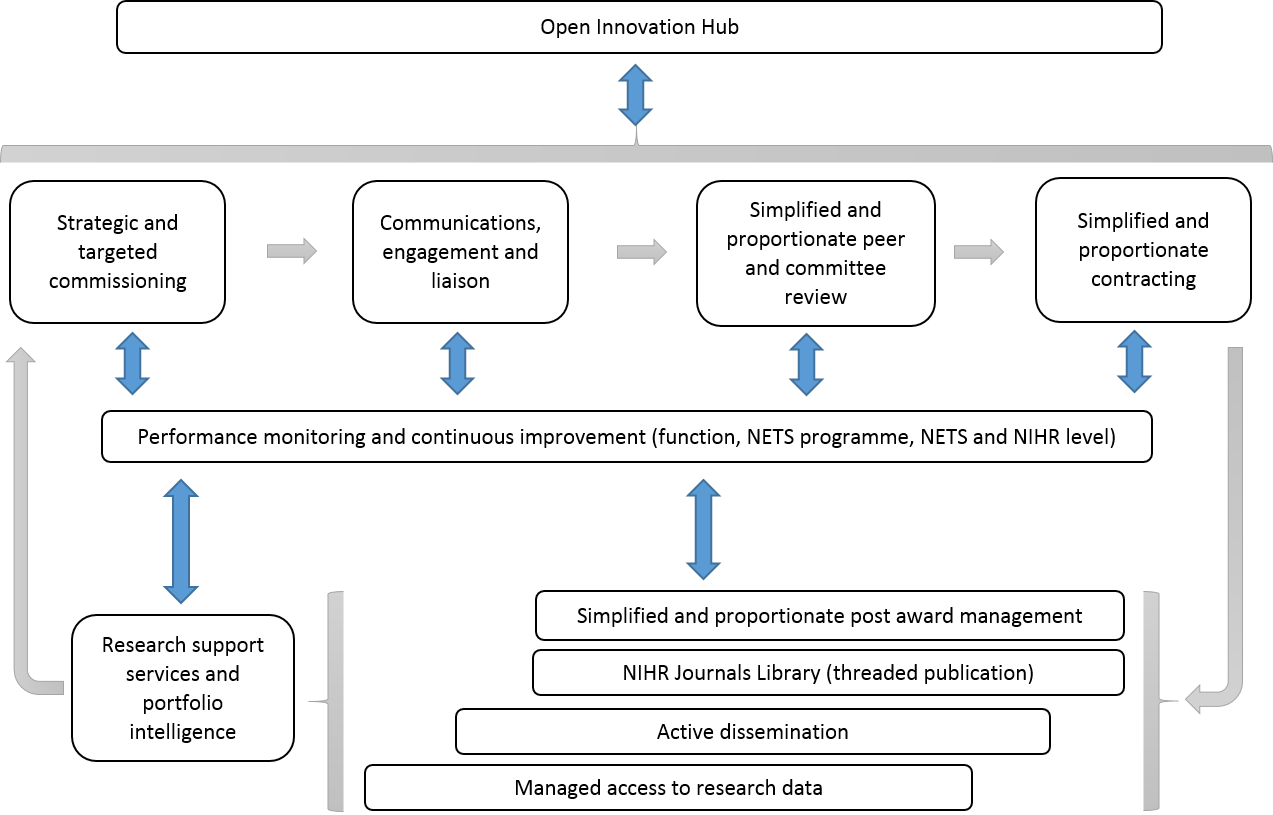 Open Innovation Hub
Strategic and
targeted
commissioning
Communications,
engagement and
liaison
Simplified and
proportionate peer
and committee
review
Simplified and
proportionate
contracting
Performance monitoring and continuous improvement (function, NETS programme, NETS and NIHR level)
Research support
services and
portfolio
intelligence
Simplified and proportionate post award management
NIHR Journals Library (threaded publication)
Active dissemination
Managed access to research data